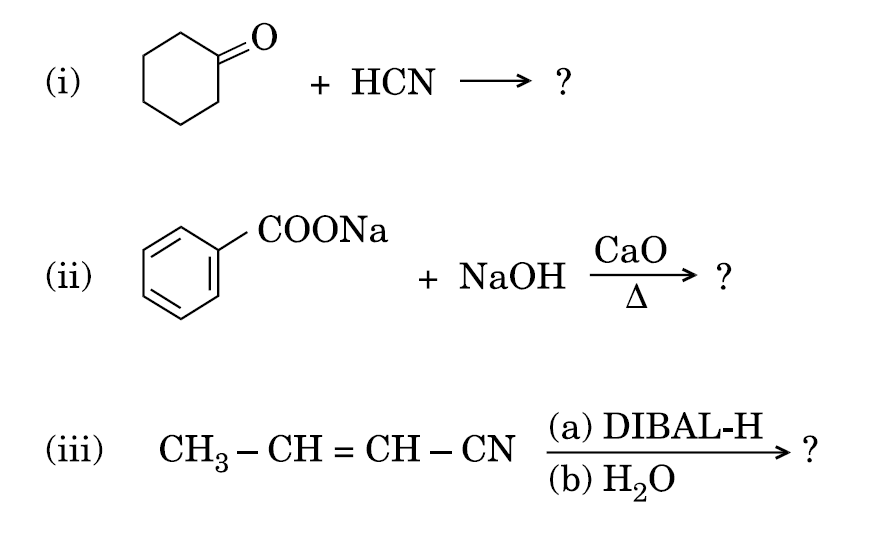 (i) O + HCN ⟶ ?
(ii) COONa + NaOH CaO Δ ⟶ ?
(iii) CH₃ – CH = CH – CN (a) DIBAL-H (b) H₂O ⟶ ?